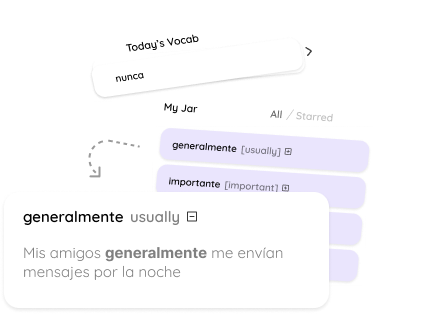 Today's Vocab
nunca
My Jar
All / Starred
generalmente [usually]
importante [important]
generalmente usually
Mis amigos generalmente me envían
mensajes por la noche